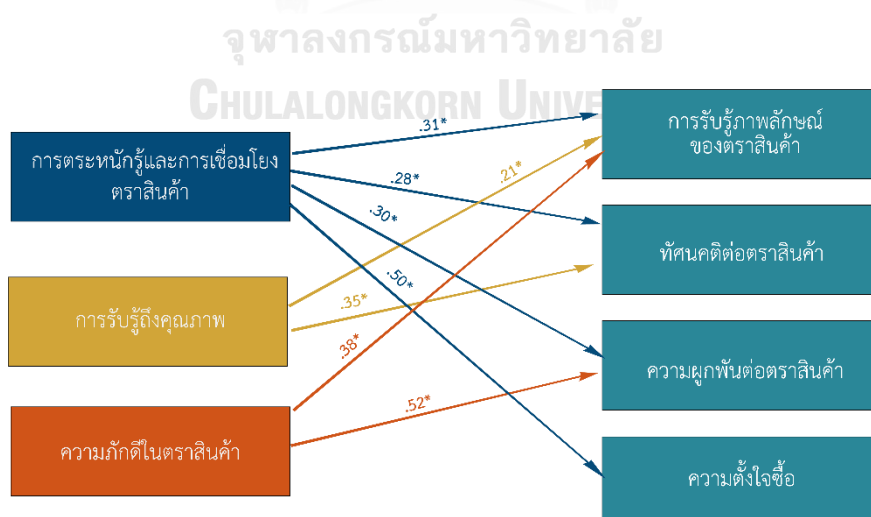 จุฬาลงกรณ์มหาวิทยาลัย
CHULALONGKORN UNIVE
การตระหนักรู้และการเชื่อมโยง
ตราสินค้า
การรับรู้ถึงคุณภาพ
ความภักดีในตราสินค้า
.31*
.21*
.28*
.30*
.50*
.35*
.38*
.52*
การรับรู้ภาพลักษณ์
ของตราสินค้า
ทัศนคติต่อตราสินค้า
ความผูกพันต่อตราสินค้า
ความตั้งใจซื้อ